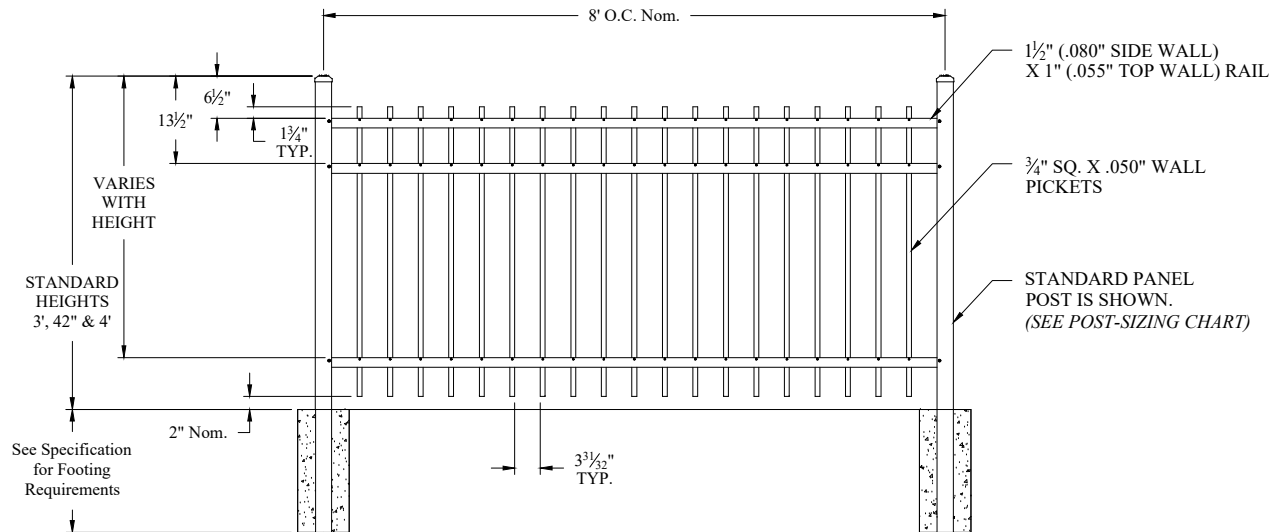 8' O.C. Nom.
1½" (.080" SIDE WALL)
X 1" (.055" TOP WALL) RAIL
6½"
13½"
1¾"
TYP.
¾" SQ. X .050" WALL
PICKETS
VARIES
WITH
HEIGHT
STANDARD
HEIGHTS
3', 42" & 4'
STANDARD PANEL
POST IS SHOWN.
(SEE POST-SIZING CHART)
2" Nom.
See Specification
for Footing
Requirements
3³¹⁄₃₂"
TYP.